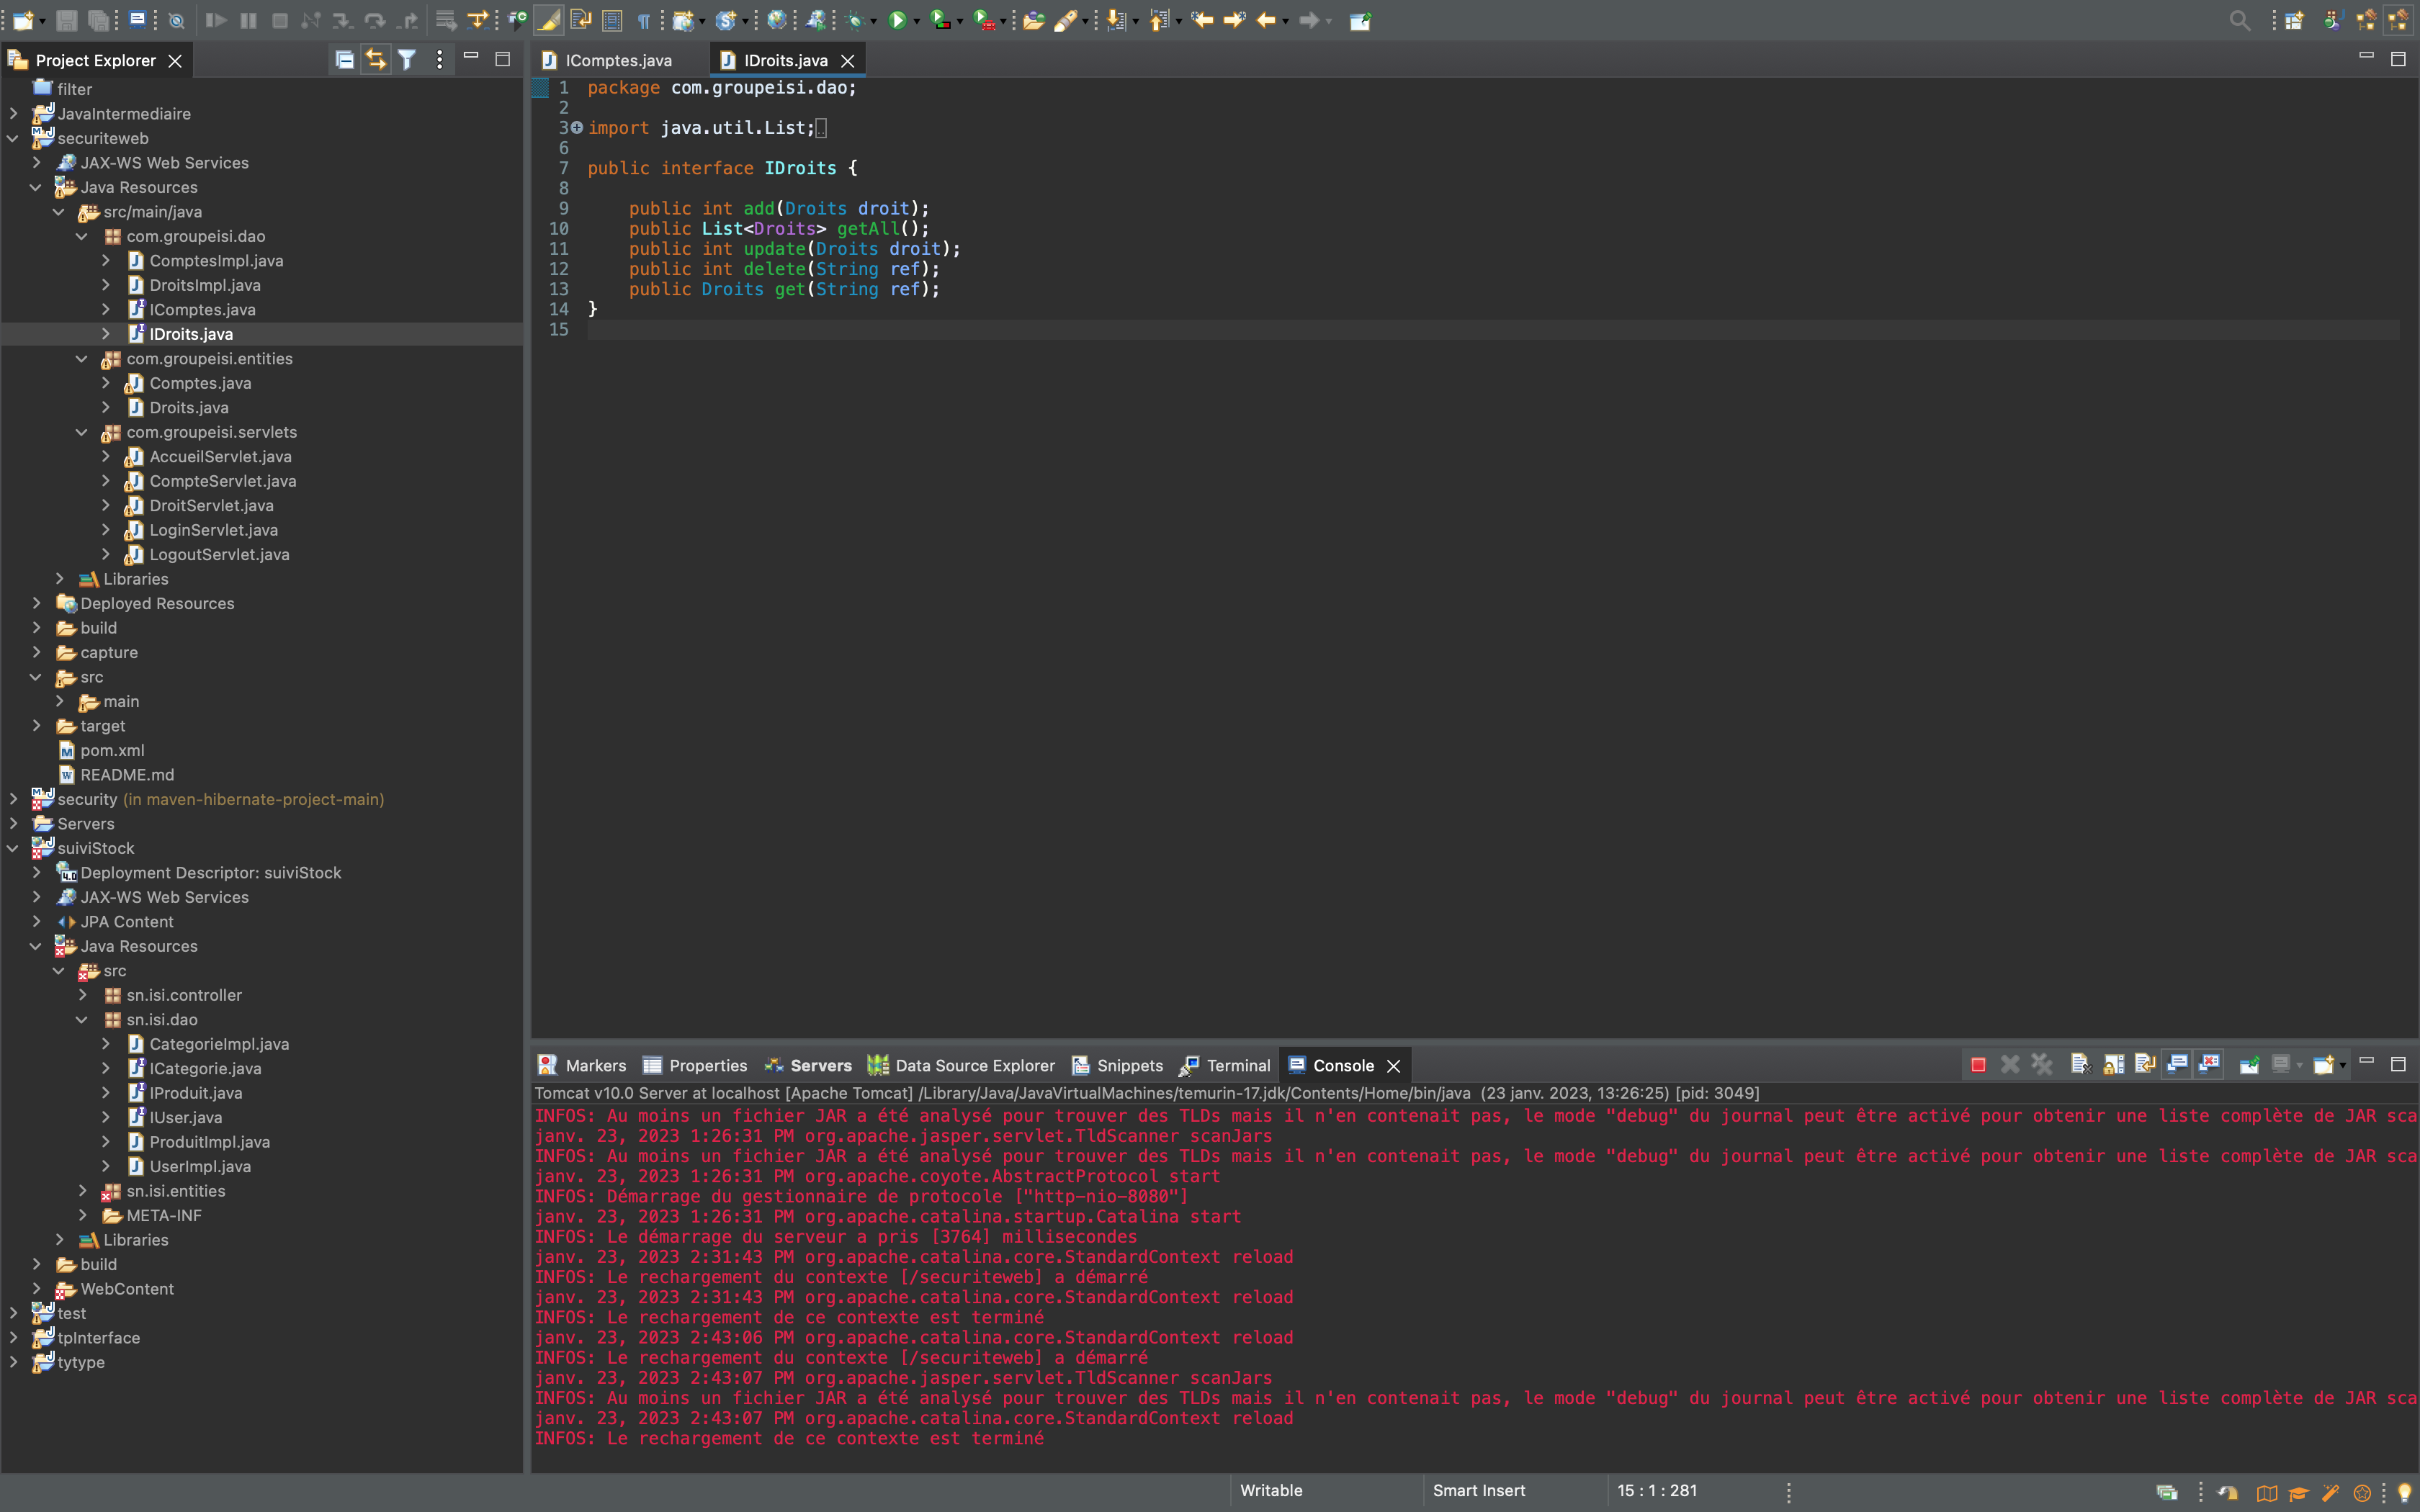 Project Explorer
filter
JavaIntermediaire
securiteweb
JAX-WS Web Services
Java Resources
src/main/java
com.groupeisi.dao
ComptesImpl.java
DroitsImpl.java
IComptes.java
IDroits.java
com.groupeisi.entities
Comptes.java
Droits.java
com.groupeisi.servlets
AccueilServlet.java
CompteServlet.java
DroitServlet.java
LoginServlet.java
LogoutServlet.java
Libraries
Deployed Resources
build
capture
src
main
target
pom.xml
README.md
security (in maven-hibernate-project-main)
Servers
suiviStock
Deployment Descriptor: suiviStock
JAX-WS Web Services
JPA Content
Java Resources
src
sn.isi.controller
sn.isi.dao
CategorieImpl.java
ICategorie.java
IProduit.java
IUser.java
ProduitImpl.java
UserImpl.java
sn.isi.entities
META-INF
Libraries
build
WebContent
test
tpInterface
tytype
IComptes.java IDroits.java
1 package com.groupeisi.dao;
2
3 import java.util.List;
6
7 public interface IDroits {
8
9 public int add(Droits droit);
10 public List<Droits> getAll();
11 public int update(Droits droit);
12 public int delete(String ref);
13 public Droits get(String ref);
14 }
15
Markers Properties Servers Data Source Explorer Snippets Terminal Console
Tomcat v10.0 Server at localhost [Apache Tomcat] /Library/Java/JavaVirtualMachines/temurin-17.jdk/Contents/Home/bin/java (23 janv. 2023, 13:26:25) [pid: 3049]
INFOS: Au moins un fichier JAR a été analysé pour trouver des TLDs mais il n'en contenait pas, le mode "debug" du journal peut être activé pour obtenir une liste complète de JAR sca
janv. 23, 2023 1:26:31 PM org.apache.jasper.servlet.TldScanner scanJars
INFOS: Au moins un fichier JAR a été analysé pour trouver des TLDs mais il n'en contenait pas, le mode "debug" du journal peut être activé pour obtenir une liste complète de JAR sca
janv. 23, 2023 1:26:31 PM org.apache.coyote.AbstractProtocol start
INFOS: Démarrage du gestionnaire de protocole ["http-nio-8080"]
janv. 23, 2023 1:26:31 PM org.apache.catalina.startup.Catalina start
INFOS: Le démarrage du serveur a pris [3764] millisecondes
janv. 23, 2023 2:31:43 PM org.apache.catalina.core.StandardContext reload
INFOS: Le rechargement du contexte [/securiteweb] a démarré
janv. 23, 2023 2:31:43 PM org.apache.catalina.core.StandardContext reload
INFOS: Le rechargement de ce contexte est terminé
janv. 23, 2023 2:43:06 PM org.apache.catalina.core.StandardContext reload
INFOS: Le rechargement du contexte [/securiteweb] a démarré
janv. 23, 2023 2:43:07 PM org.apache.jasper.servlet.TldScanner scanJars
INFOS: Au moins un fichier JAR a été analysé pour trouver des TLDs mais il n'en contenait pas, le mode "debug" du journal peut être activé pour obtenir une liste complète de JAR sca
janv. 23, 2023 2:43:07 PM org.apache.catalina.core.StandardContext reload
INFOS: Le rechargement de ce contexte est terminé
Writable Smart Insert 15 : 1 : 281